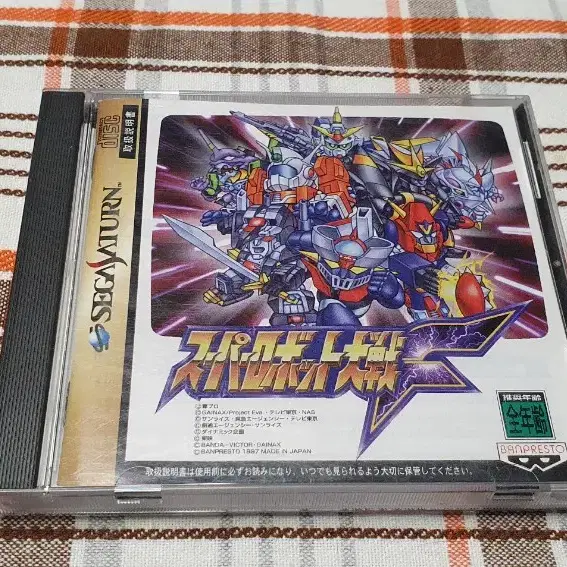 DISC
取扱説明書
SEGA SATURN™
スーパーロボット大戦F
©葦プロ
©GAINAX/Project Eva.・テレビ東京・NAS
©サンライズ・創通エージェンシー・テレビ東京
©創通エージェンシー・サンライズ
©ダイナミック企画
©東映
©BANDAI・VICTOR・GAINAX
©BANPRESTO 1997 MADE IN JAPAN
推奨年齢
全年齢
BANPRESTO
取扱説明書は使用前に必ずお読みになり、いつでも見られるよう大切に保管してください。